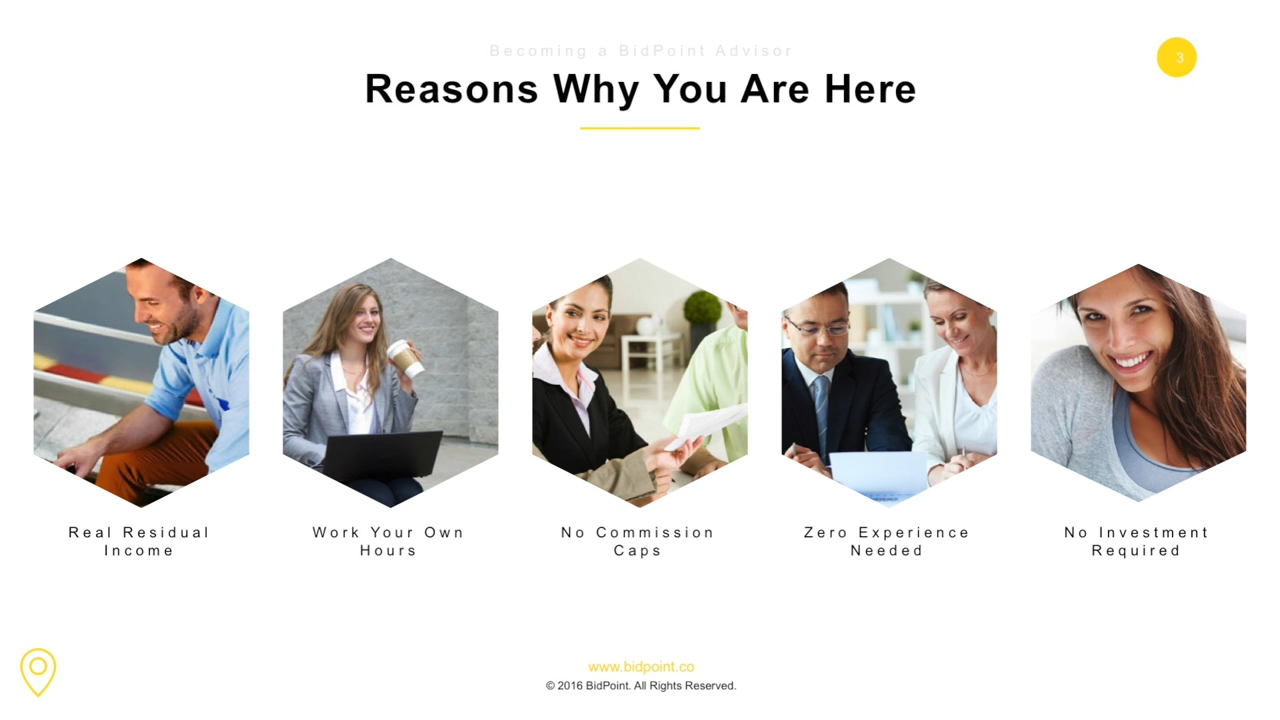 Becoming a BidPoint Advisor
3
Reasons Why You Are Here
Real Residual
Income
Work Your Own
Hours
No Commission
Caps
Zero Experience
Needed
No Investment
Required
www.bidpoint.co
© 2016 BidPoint. All Rights Reserved.